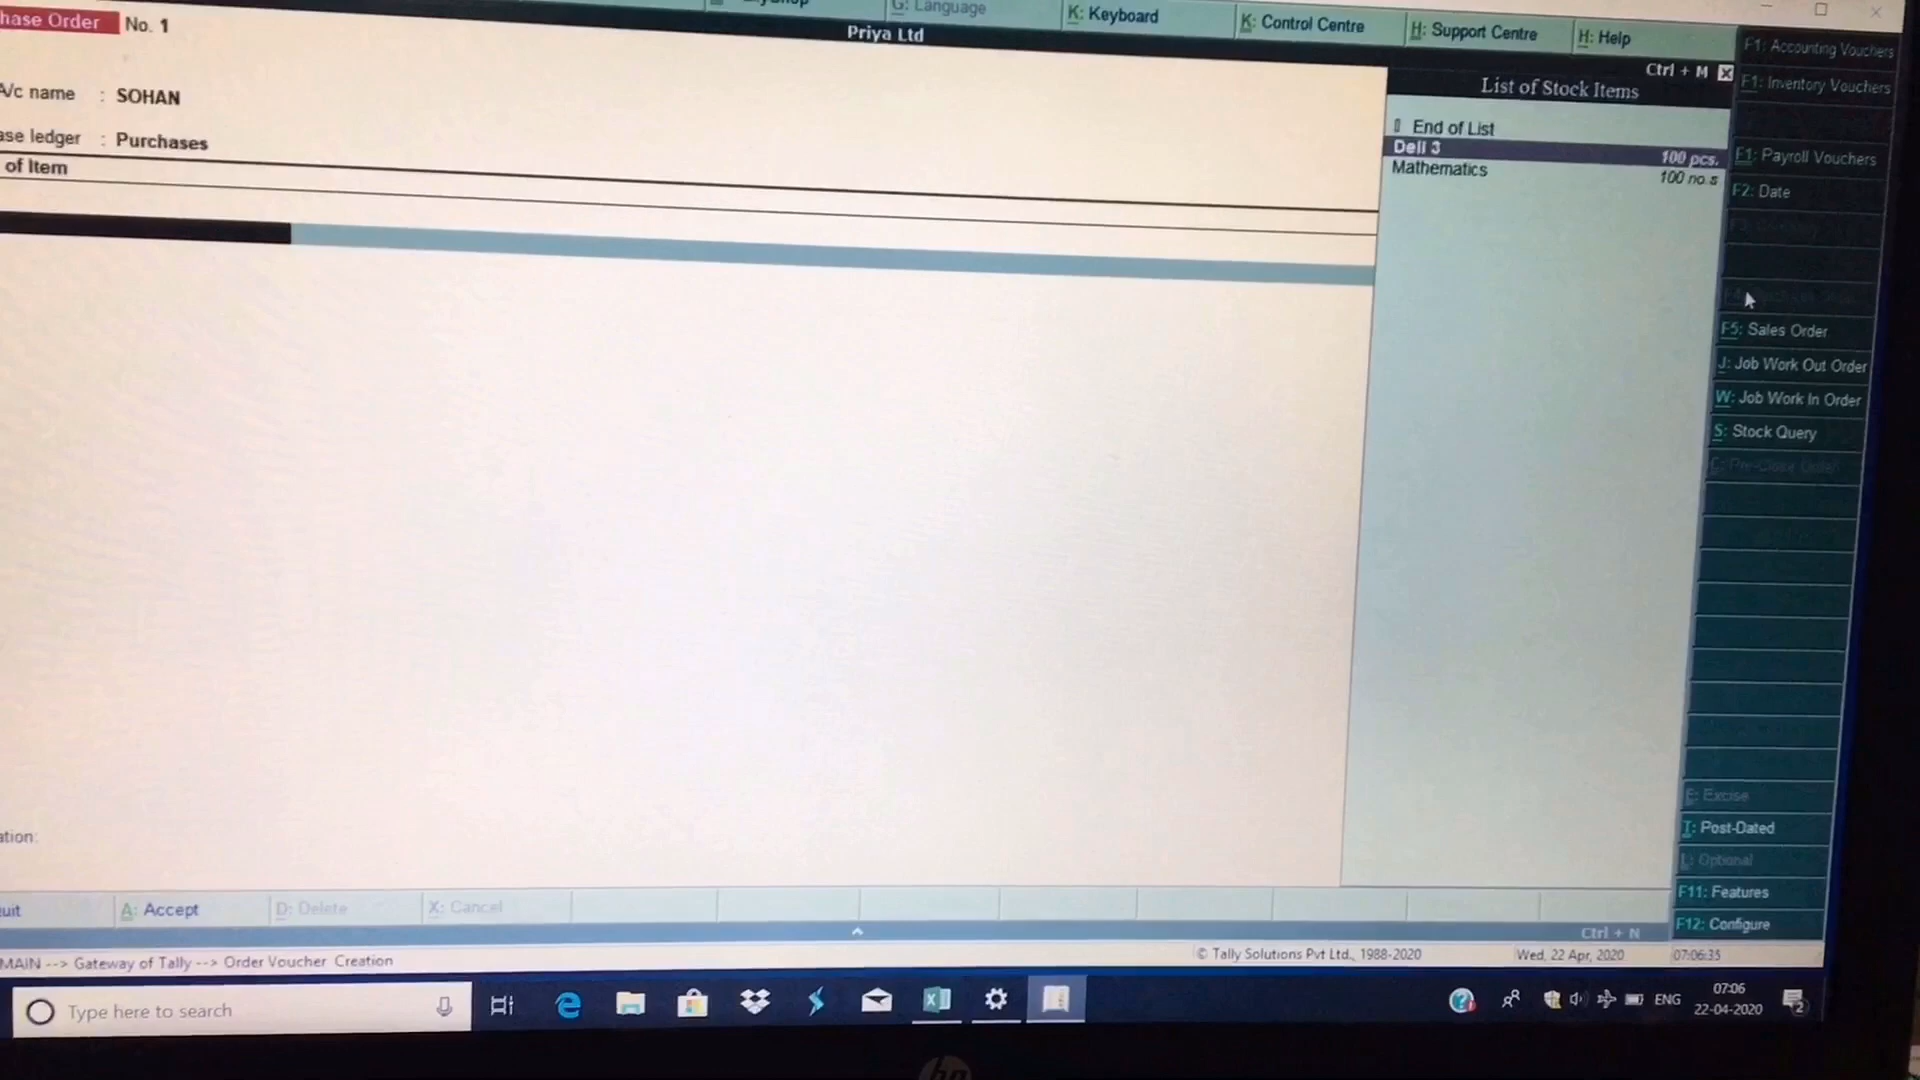 hase Order No. 1
G: Language
K: Keyboard
K: Control Centre
H: Support Centre
H: Help
Priya Ltd
Ctrl + M
A/c name : SOHAN
ase ledger : Purchases
of Item
List of Stock Items
End of List
Dell 3 100 pcs.
Mathematics 100 no.s
F1: Accounting Vouchers
F1: Inventory Vouchers
F1: Payroll Vouchers
F2: Date
F5: Sales Order
J: Job Work Out Order
W: Job Work In Order
S: Stock Query
C: Pre-Close Order
E: Excise
T: Post-Dated
L: Optional
F11: Features
F12: Configure
ation:
uit
A: Accept
D: Delete
X: Cancel
Ctrl + N
MAIN --> Gateway of Tally --> Order Voucher Creation
© Tally Solutions Pvt Ltd., 1988-2020
Wed, 22 Apr, 2020
07:06:35
Type here to search
ENG
07:06
22-04-2020
2
hp